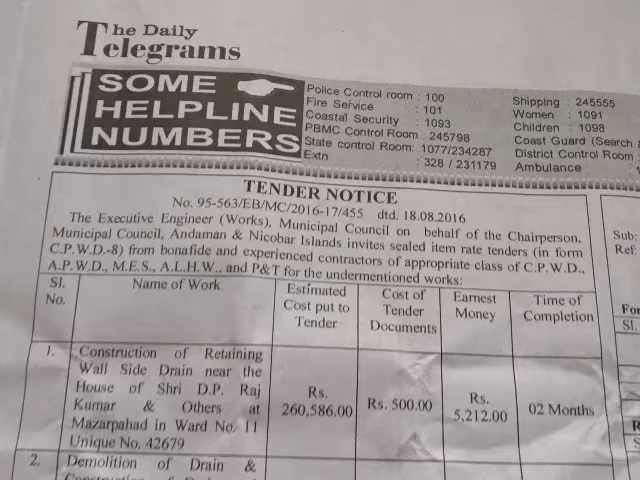 The Daily
Telegrams
SOME
HELPLINE
NUMBERS
Police Control room : 100
Fire Service : 101
Coastal Security : 1093
PBMC Control Room : 245798
State control Room: 1077/234287
Extn : 328 / 231179
Shipping : 245555
Women : 1091
Children : 1098
Coast Guard (Search &
District Control Room
Ambulance :
TENDER NOTICE
No. 95-563/EB/MC/2016-17/455 dtd. 18.08.2016
The Executive Engineer (Works), Municipal Council on behalf of the Chairperson,
Municipal Council, Andaman & Nicobar Islands invites sealed item rate tenders (in form
C.P.W.D.-8) from bonafide and experienced contractors of appropriate class of C.P.W.D.,
A.P.W.D., M.E.S., A.L.H.W., and P&T for the undermentioned works:
Sl.
No.
Name of Work
Estimated
Cost put to
Tender
Cost of
Tender
Documents
Earnest
Money
Time of
Completion
1.
Construction of Retaining
Wall Side Drain near the
House of Shri D.P. Raj
Kumar & Others at
Mazarpahad in Ward No. 11
Unique No. 42679
Rs.
260,586.00
Rs. 500.00
Rs.
5,212.00
02 Months
2.
Demolition of Drain &
Sub:
Ref:
For
Sl.